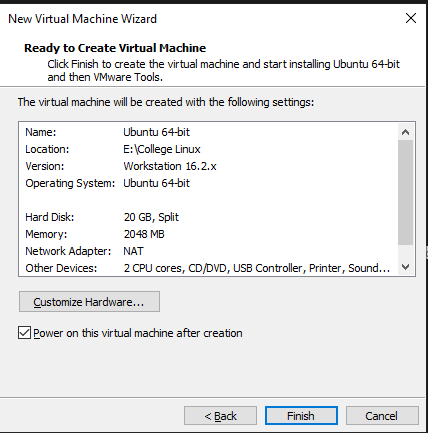 New Virtual Machine Wizard
Ready to Create Virtual Machine
Click Finish to create the virtual machine and start installing Ubuntu 64-bit
and then VMware Tools.
The virtual machine will be created with the following settings:
Name: Ubuntu 64-bit
Location: E:\College Linux
Version: Workstation 16.2.x
Operating System: Ubuntu 64-bit
Hard Disk: 20 GB, Split
Memory: 2048 MB
Network Adapter: NAT
Other Devices: 2 CPU cores, CD/DVD, USB Controller, Printer, Sound...
Customize Hardware...
Power on this virtual machine after creation
< Back Finish Cancel